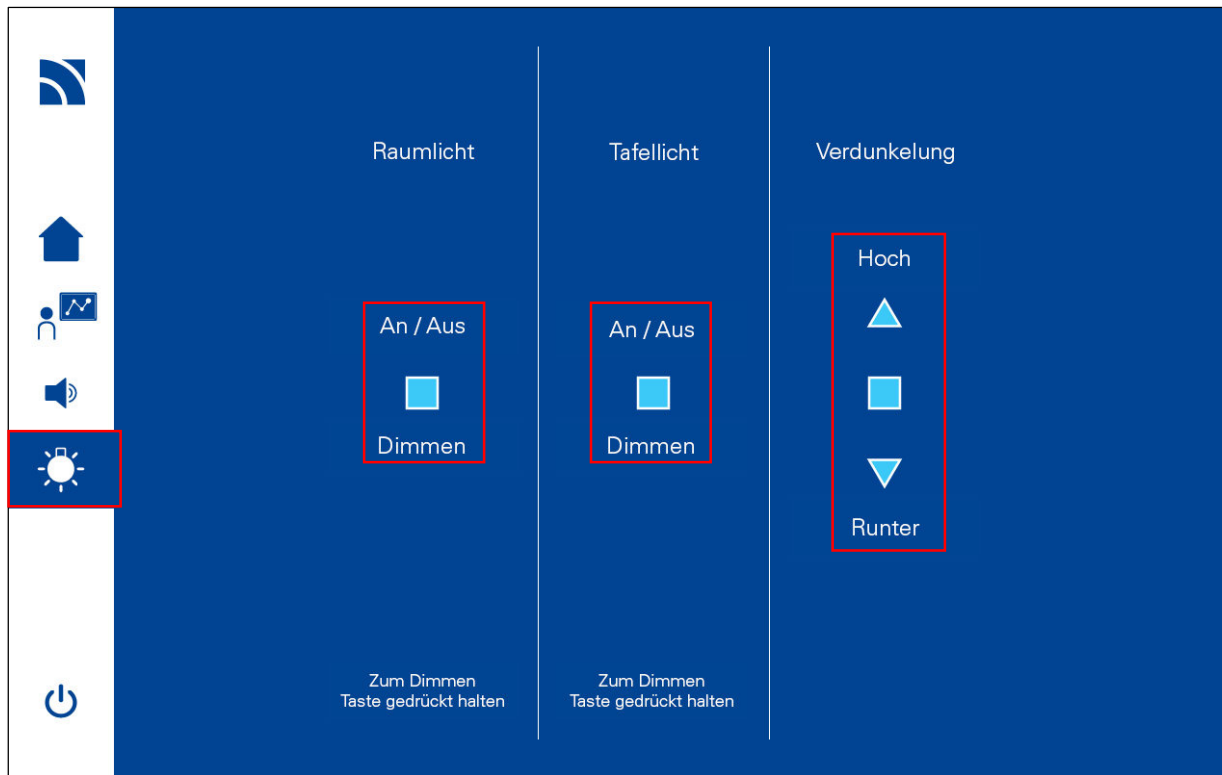 Raumlicht
An / Aus
Dimmen
Zum Dimmen
Taste gedrückt halten
Tafellicht
An / Aus
Dimmen
Zum Dimmen
Taste gedrückt halten
Verdunkelung
Hoch
Runter